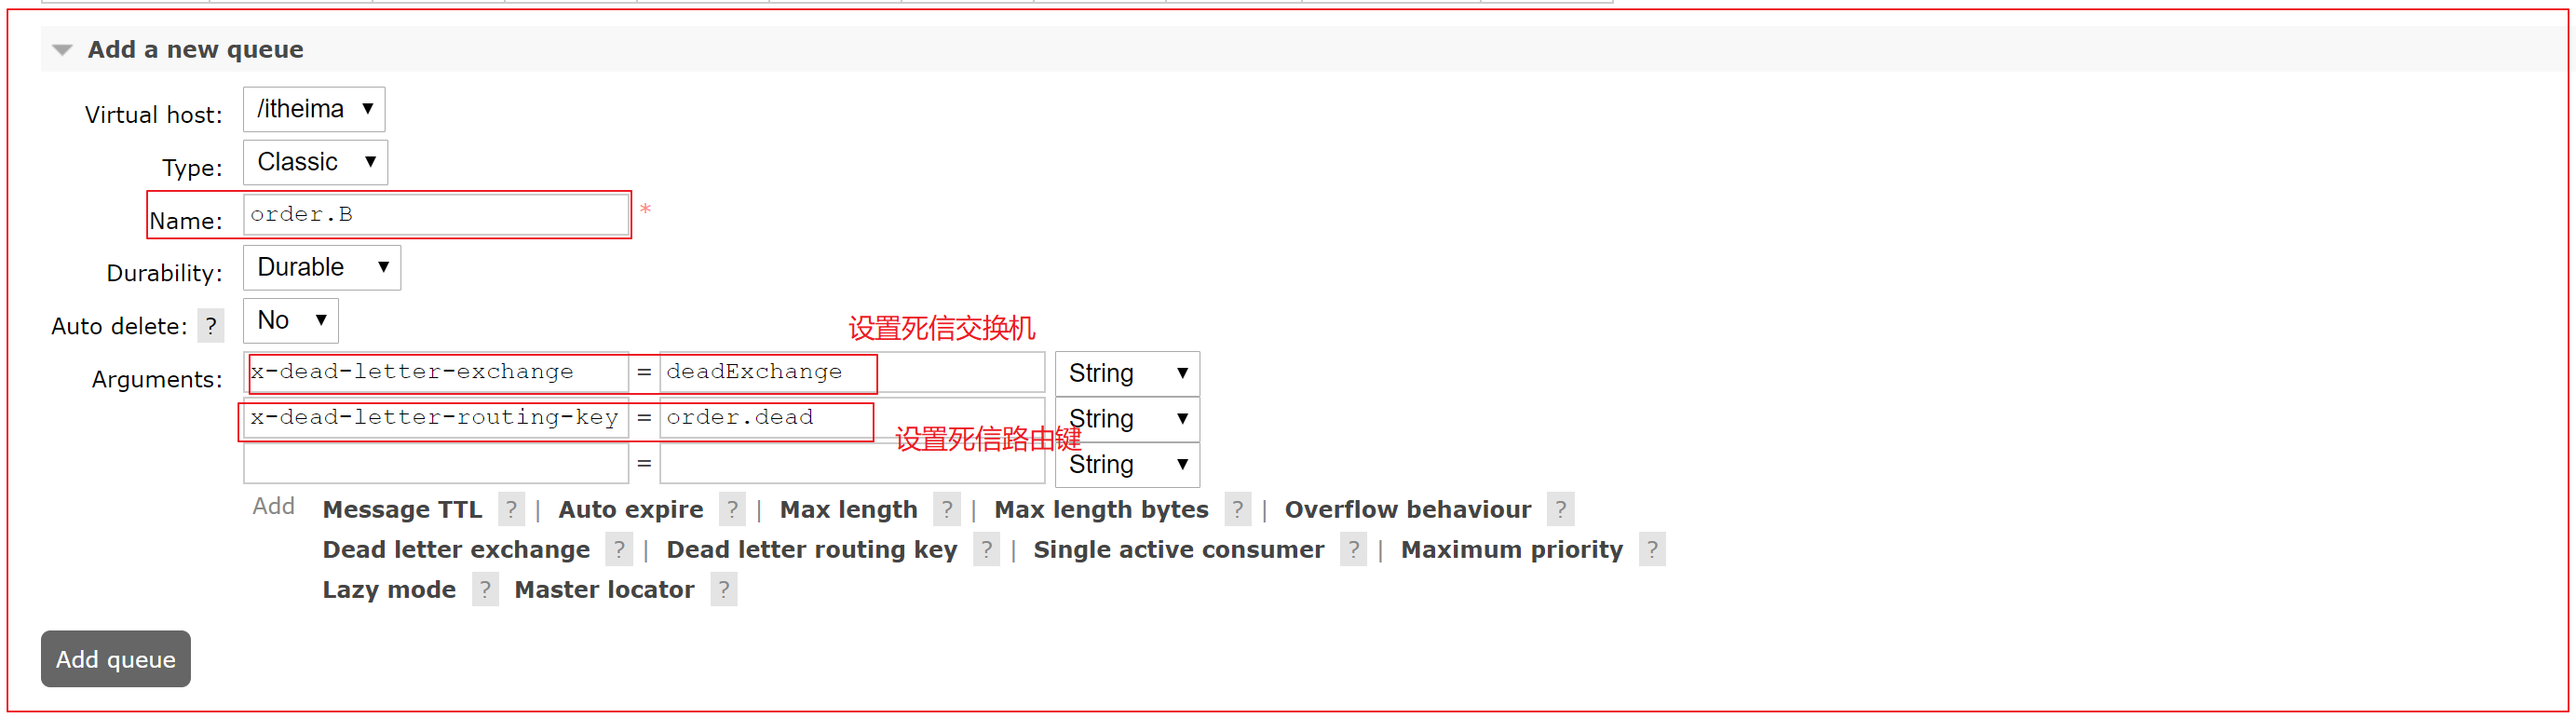 Add a new queue
Virtual host: /itheima
Type: Classic
Name: order.B *
Durability: Durable
Auto delete: ? No
设置死信交换机
Arguments: x-dead-letter-exchange = deadExchange String
x-dead-letter-routing-key = order.dead String
设置死信路由键
= String
Add Message TTL ? | Auto expire ? | Max length ? | Max length bytes ? | Overflow behaviour ?
Dead letter exchange ? | Dead letter routing key ? | Single active consumer ? | Maximum priority ?
Lazy mode ? Master locator ?
Add queue